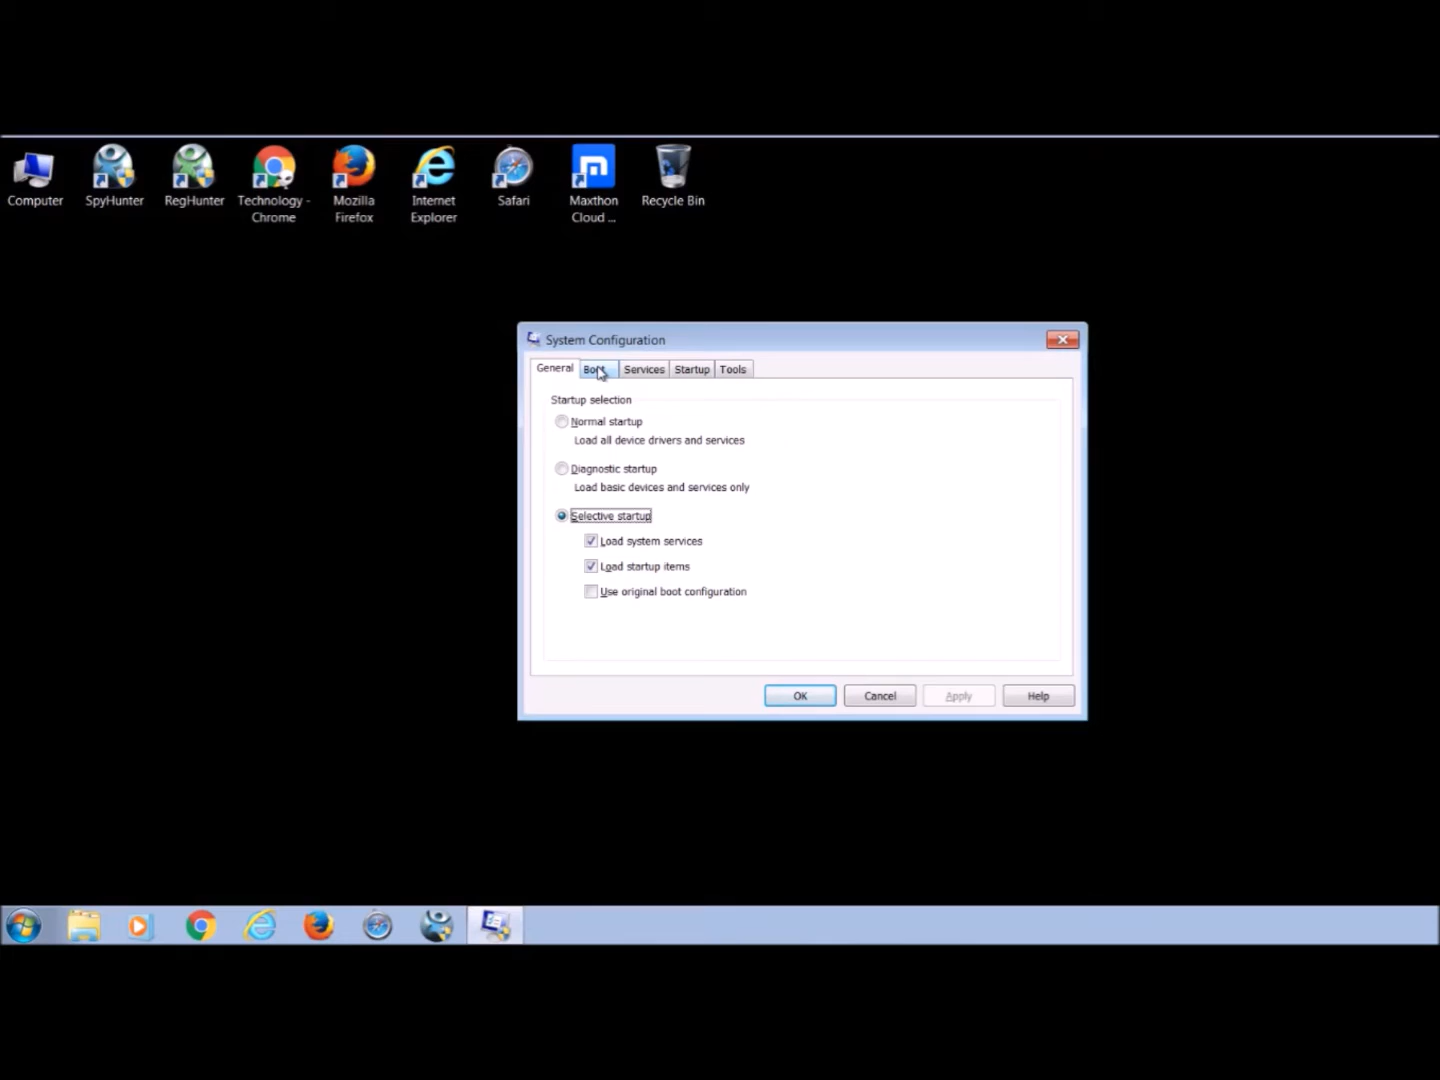 Computer
SpyHunter
RegHunter
Technology -
Chrome
Mozilla
Firefox
Internet
Explorer
Safari
Maxthon
Cloud ...
Recycle Bin
System Configuration
General Boot Services Startup Tools
Startup selection
Normal startup
Load all device drivers and services
Diagnostic startup
Load basic devices and services only
Selective startup
Load system services
Load startup items
Use original boot configuration
OK Cancel Apply Help